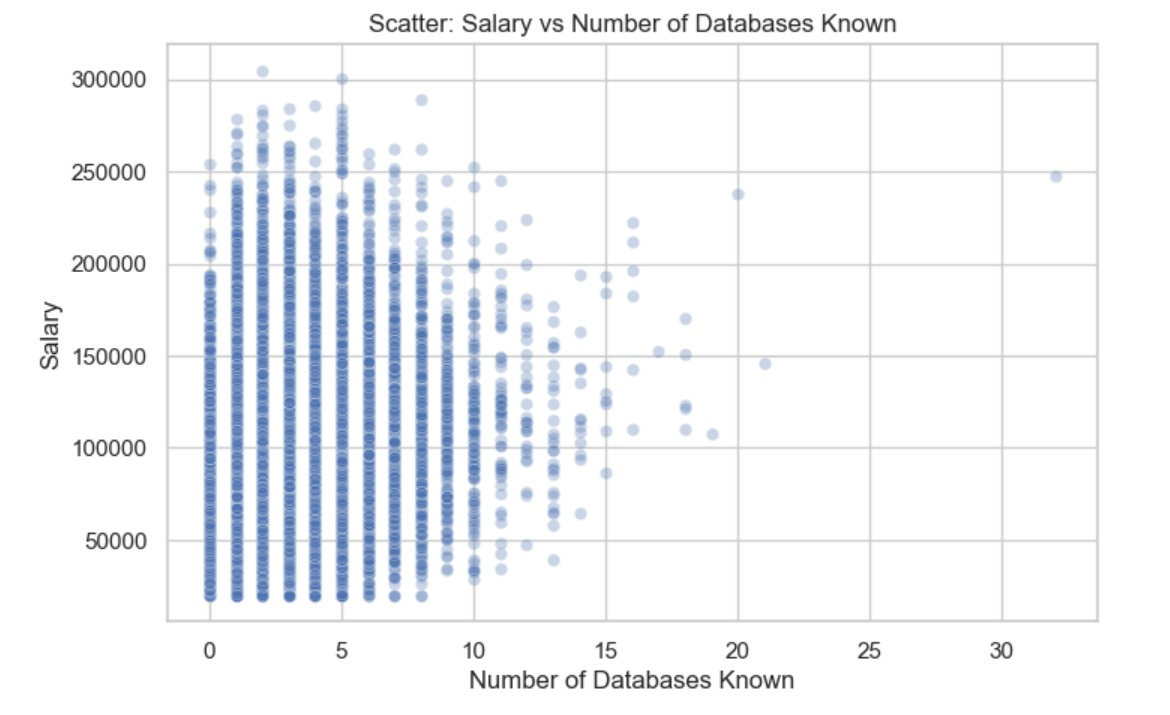 Scatter: Salary vs Number of Databases Known
300000
250000
200000
150000
100000
50000
Salary
0 5 10 15 20 25 30
Number of Databases Known